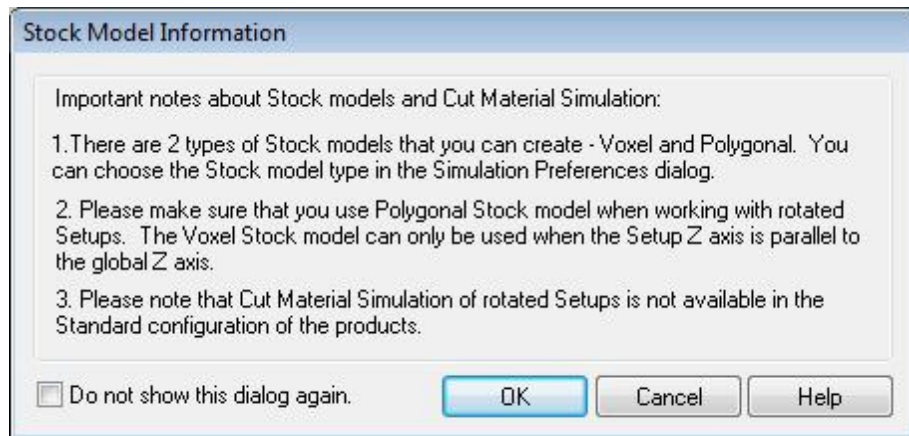 Stock Model Information
Important notes about Stock models and Cut Material Simulation:
1.There are 2 types of Stock models that you can create - Voxel and Polygonal.  You
can choose the Stock model type in the Simulation Preferences dialog.
2. Please make sure that you use Polygonal Stock model when working with rotated
Setups.  The Voxel Stock model can only be used when the Setup Z axis is parallel to
the global Z axis.
3. Please note that Cut Material Simulation of rotated Setups is not available in the
Standard configuration of the products.
Do not show this dialog again.
OK
Cancel
Help